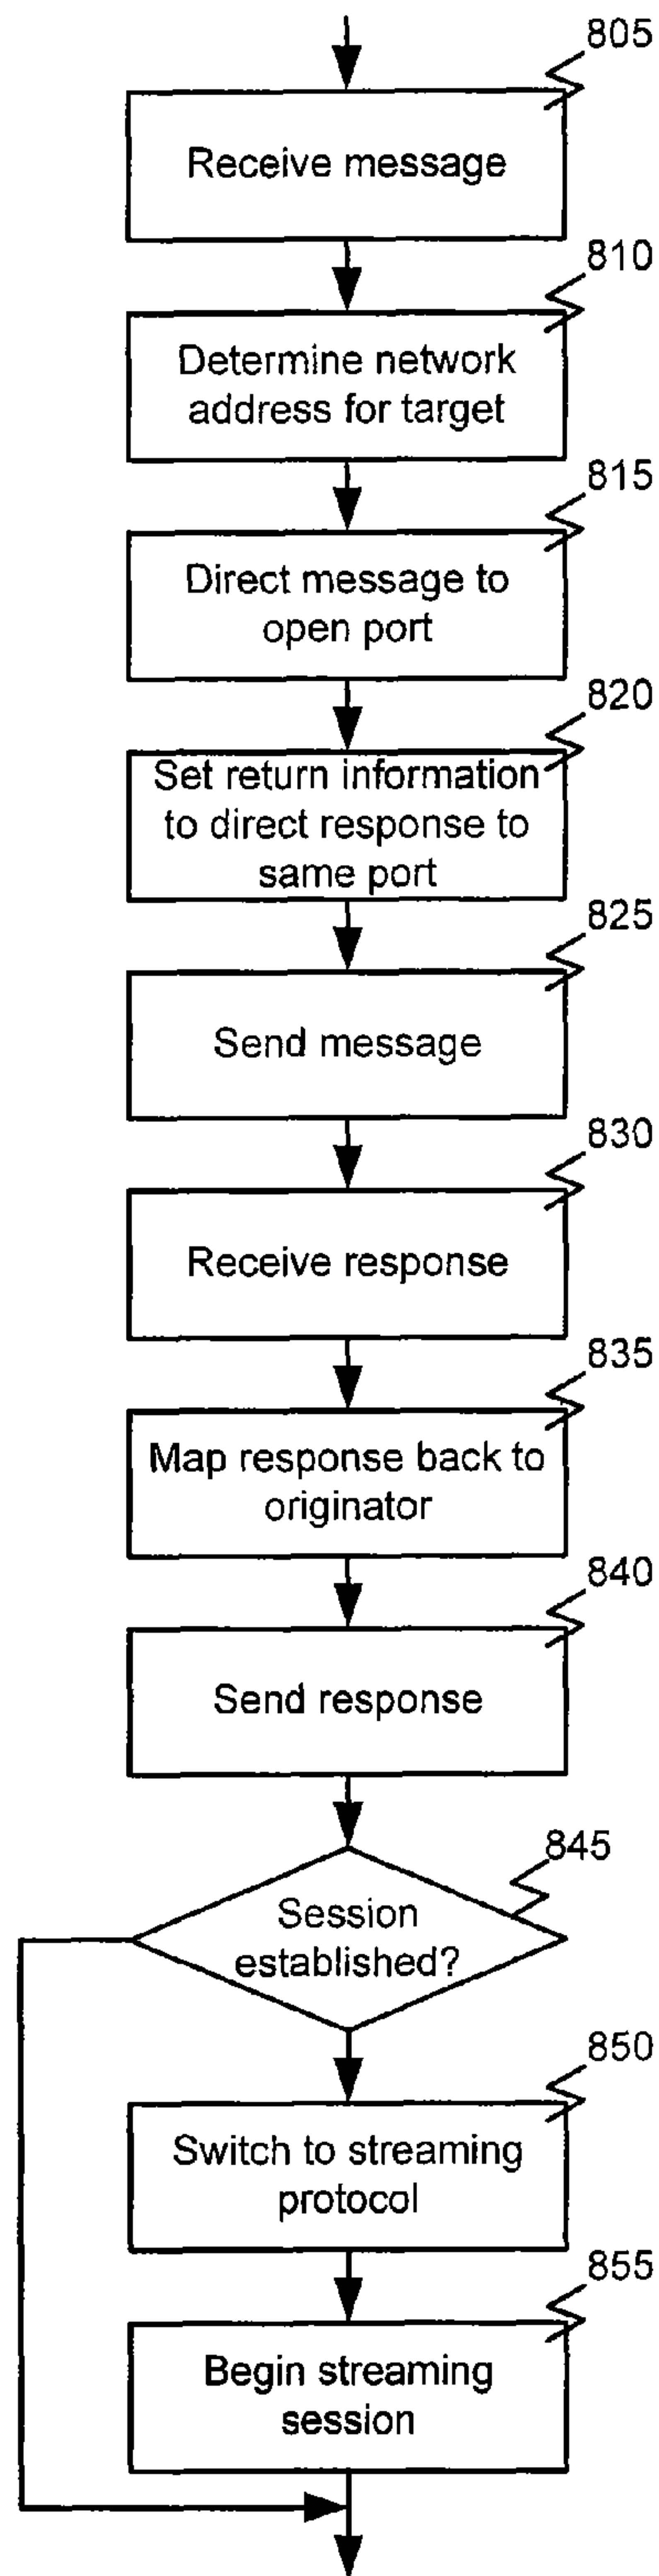 805
Receive message
810
Determine network
address for target
815
Direct message to
open port
820
Set return information
to direct response to
same port
825
Send message
830
Receive response
835
Map response back to
originator
840
Send response
845
Session
established?
850
Switch to streaming
protocol
855
Begin streaming
session